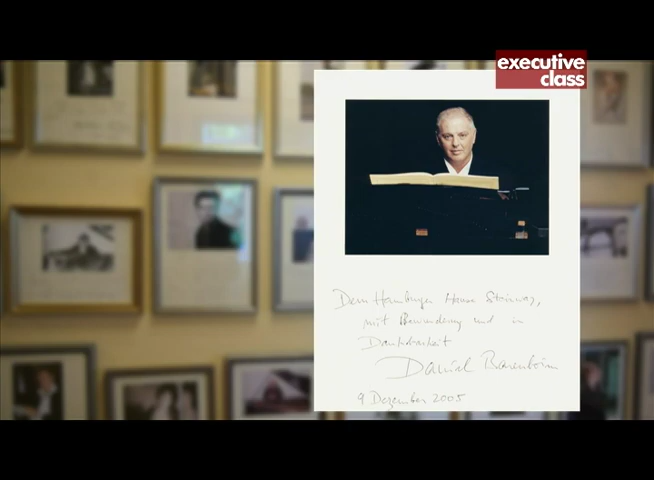 executive
class
Dem Hamburger Hause Steinway,
mit Bewunderung und in
Dankbarkeit
Daniel Barenboim
9 Dezember 2005